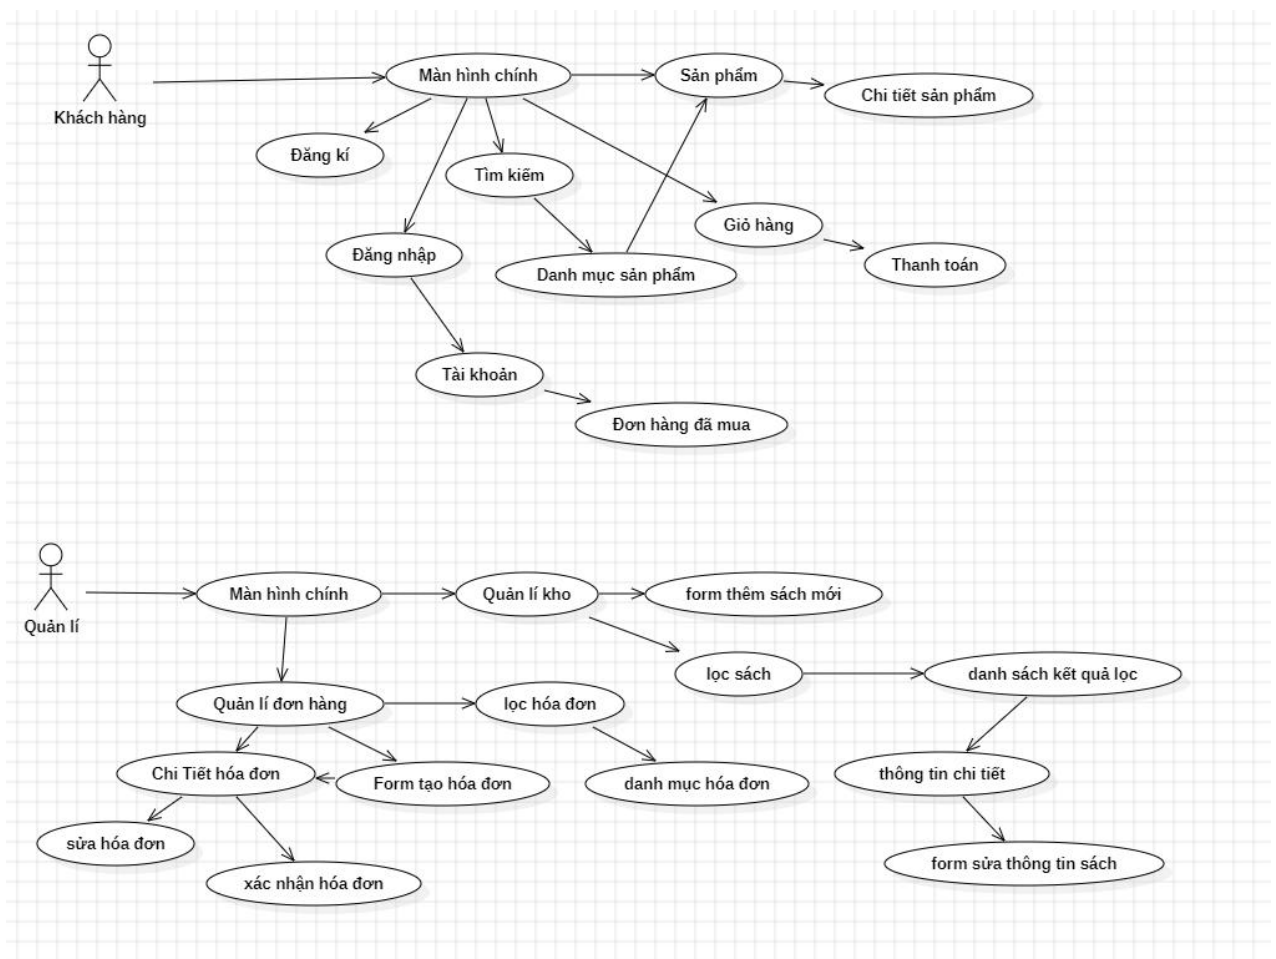 Màn hình chính
Sản phẩm
Chi tiết sản phẩm
Khách hàng
Đăng kí
Tìm kiếm
Giỏ hàng
Đăng nhập
Danh mục sản phẩm
Thanh toán
Tài khoản
Đơn hàng đã mua
Màn hình chính
Quản lí kho
form thêm sách mới
Quản lí
lọc sách
danh sách kết quả lọc
Quản lí đơn hàng
lọc hóa đơn
Chi Tiết hóa đơn
Form tạo hóa đơn
danh mục hóa đơn
thông tin chi tiết
sửa hóa đơn
xác nhận hóa đơn
form sửa thông tin sách